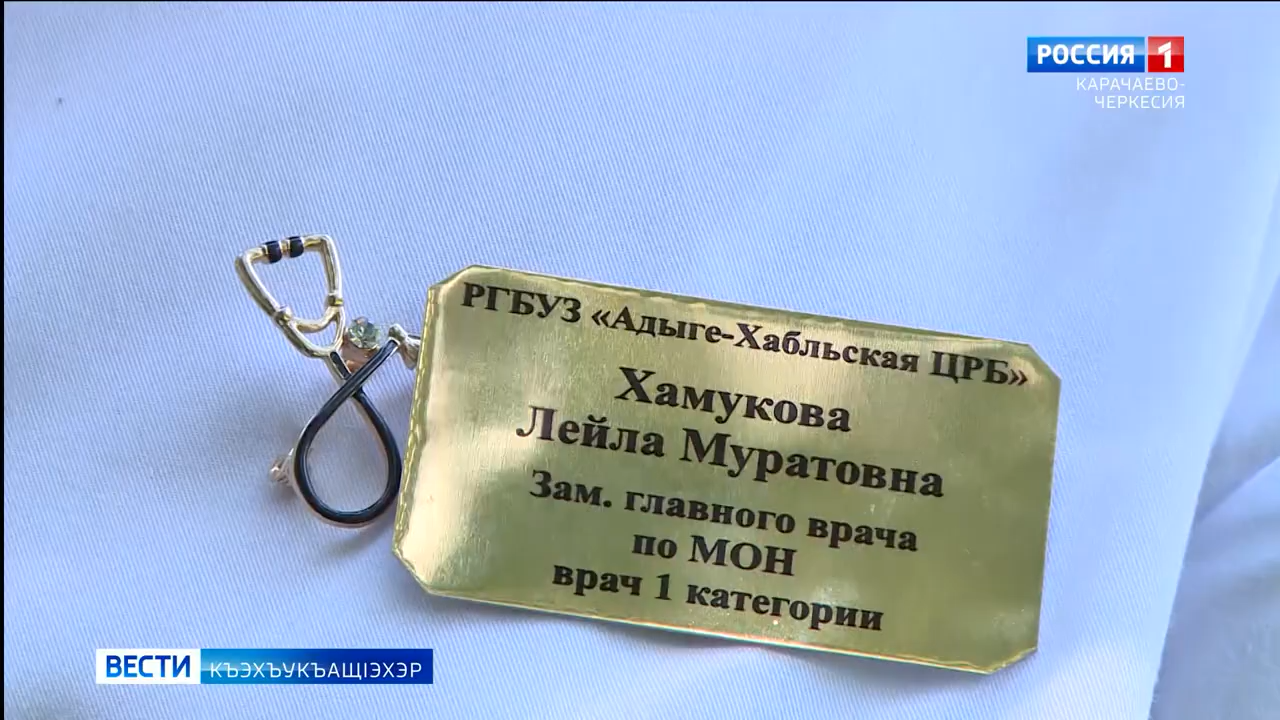 РОССИЯ 1
КАРАЧАЕВО-
ЧЕРКЕСИЯ
РГБУЗ «Адыге-Хабльская ЦРБ»
Хамукова
Лейла Муратовна
Зам. главного врача
по МОН
врач 1 категории
ВЕСТИ КЪЭХЪУКЪАЩIЭХЭР